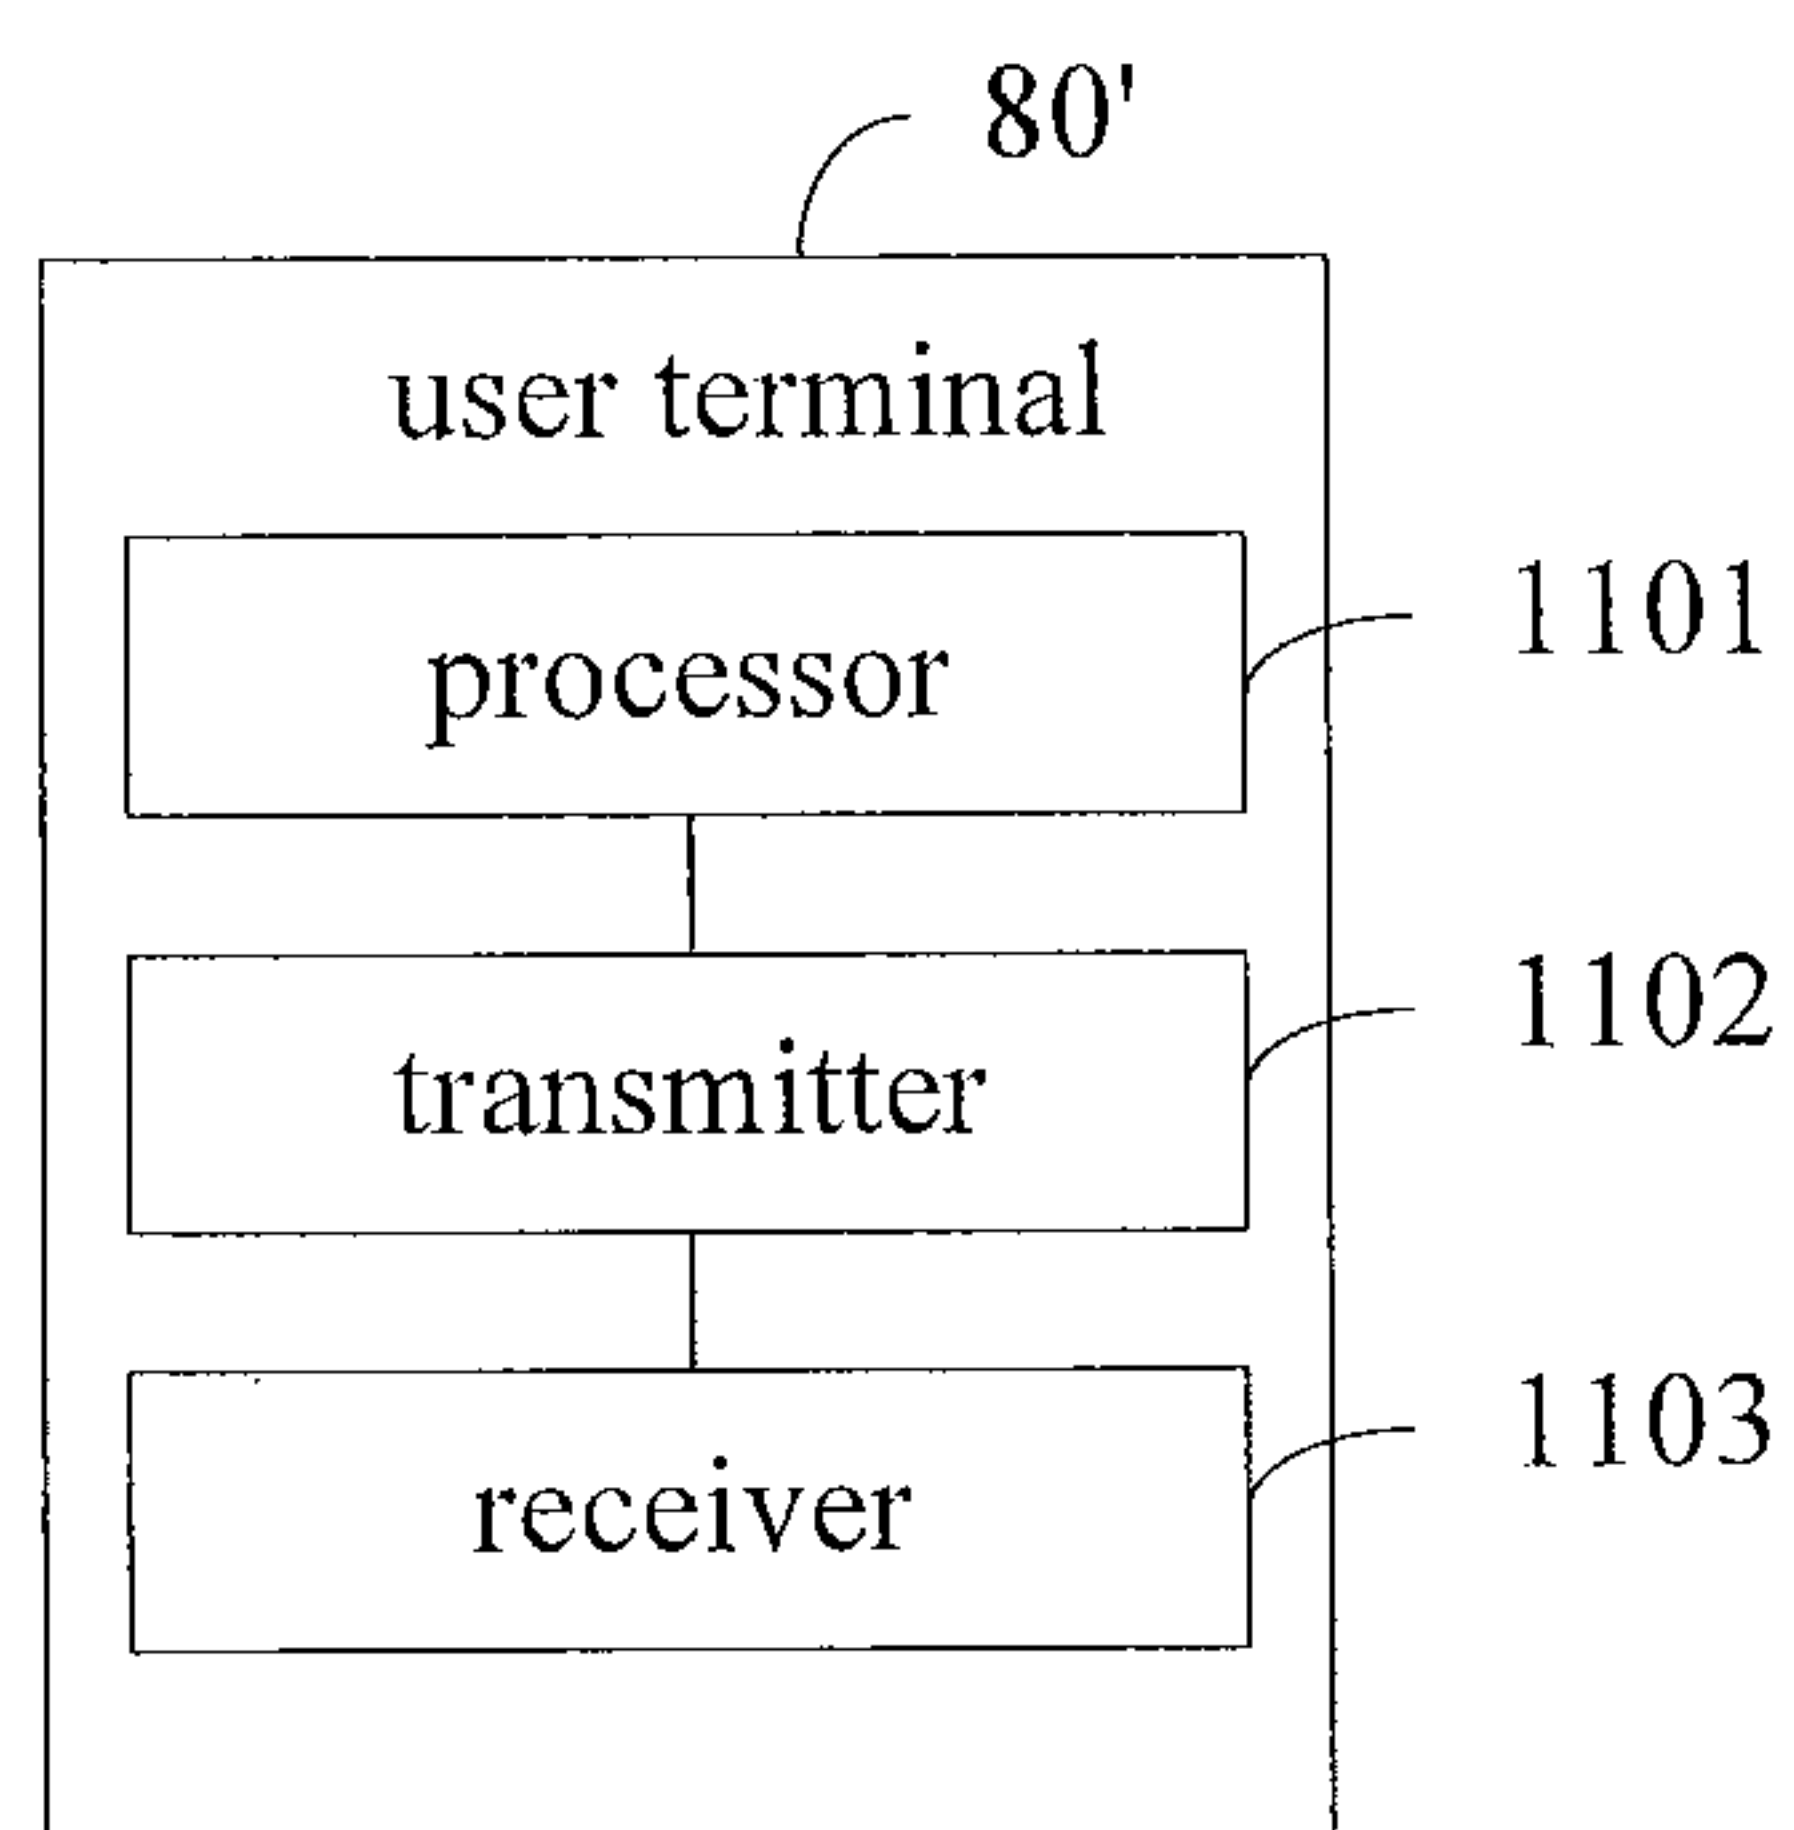 80'
user terminal
processor
1101
transmitter
1102
receiver
1103